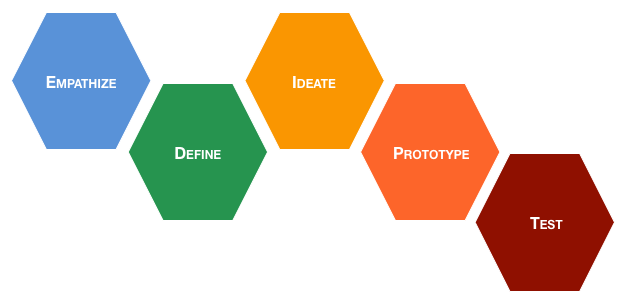 Empathize
Define
Ideate
Prototype
Test